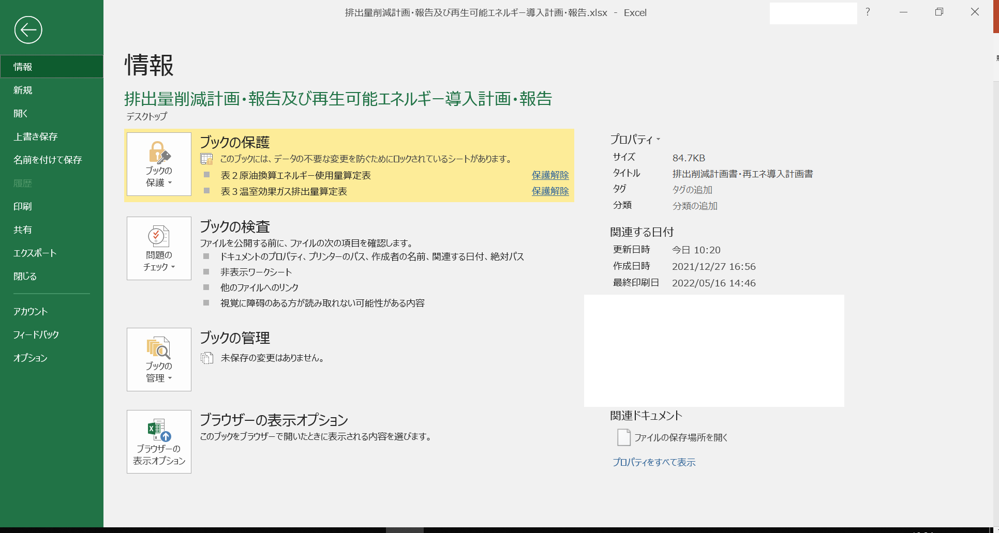 排出量削減計画・報告及び再生可能エネルギー導入計画・報告.xlsx - Excel
?
情報
新規
開く
上書き保存
名前を付けて保存
履歴
印刷
共有
エクスポート
閉じる
アカウント
フィードバック
オプション
情報
排出量削減計画・報告及び再生可能エネルギー導入計画・報告
デスクトップ
ブックの
保護
ブックの保護
このブックには、データの不要な変更を防ぐためにロックされているシートがあります。
表２原油換算エネルギー使用量算定表 保護解除
表３温室効果ガス排出量算定表 保護解除
問題の
チェック
ブックの検査
ファイルを公開する前に、ファイルの次の項目を確認します。
ドキュメントのプロパティ、プリンターのパス、作成者の名前、関連する日付、絶対パス
非表示ワークシート
他のファイルへのリンク
視覚に障碍のある方が読み取れない可能性がある内容
ブックの
管理
ブックの管理
未保存の変更はありません。
ブラウザーの
表示オプション
ブラウザーの表示オプション
このブックをブラウザーで開いたときに表示される内容を選びます。
プロパティ
サイズ 84.7KB
タイトル 排出削減計画書・再エネ導入計画書
タグ タグの追加
分類 分類の追加
関連する日付
更新日時 今日 10:20
作成日時 2021/12/27 16:56
最終印刷日 2022/05/16 14:46
関連ドキュメント
ファイルの保存場所を開く
プロパティをすべて表示